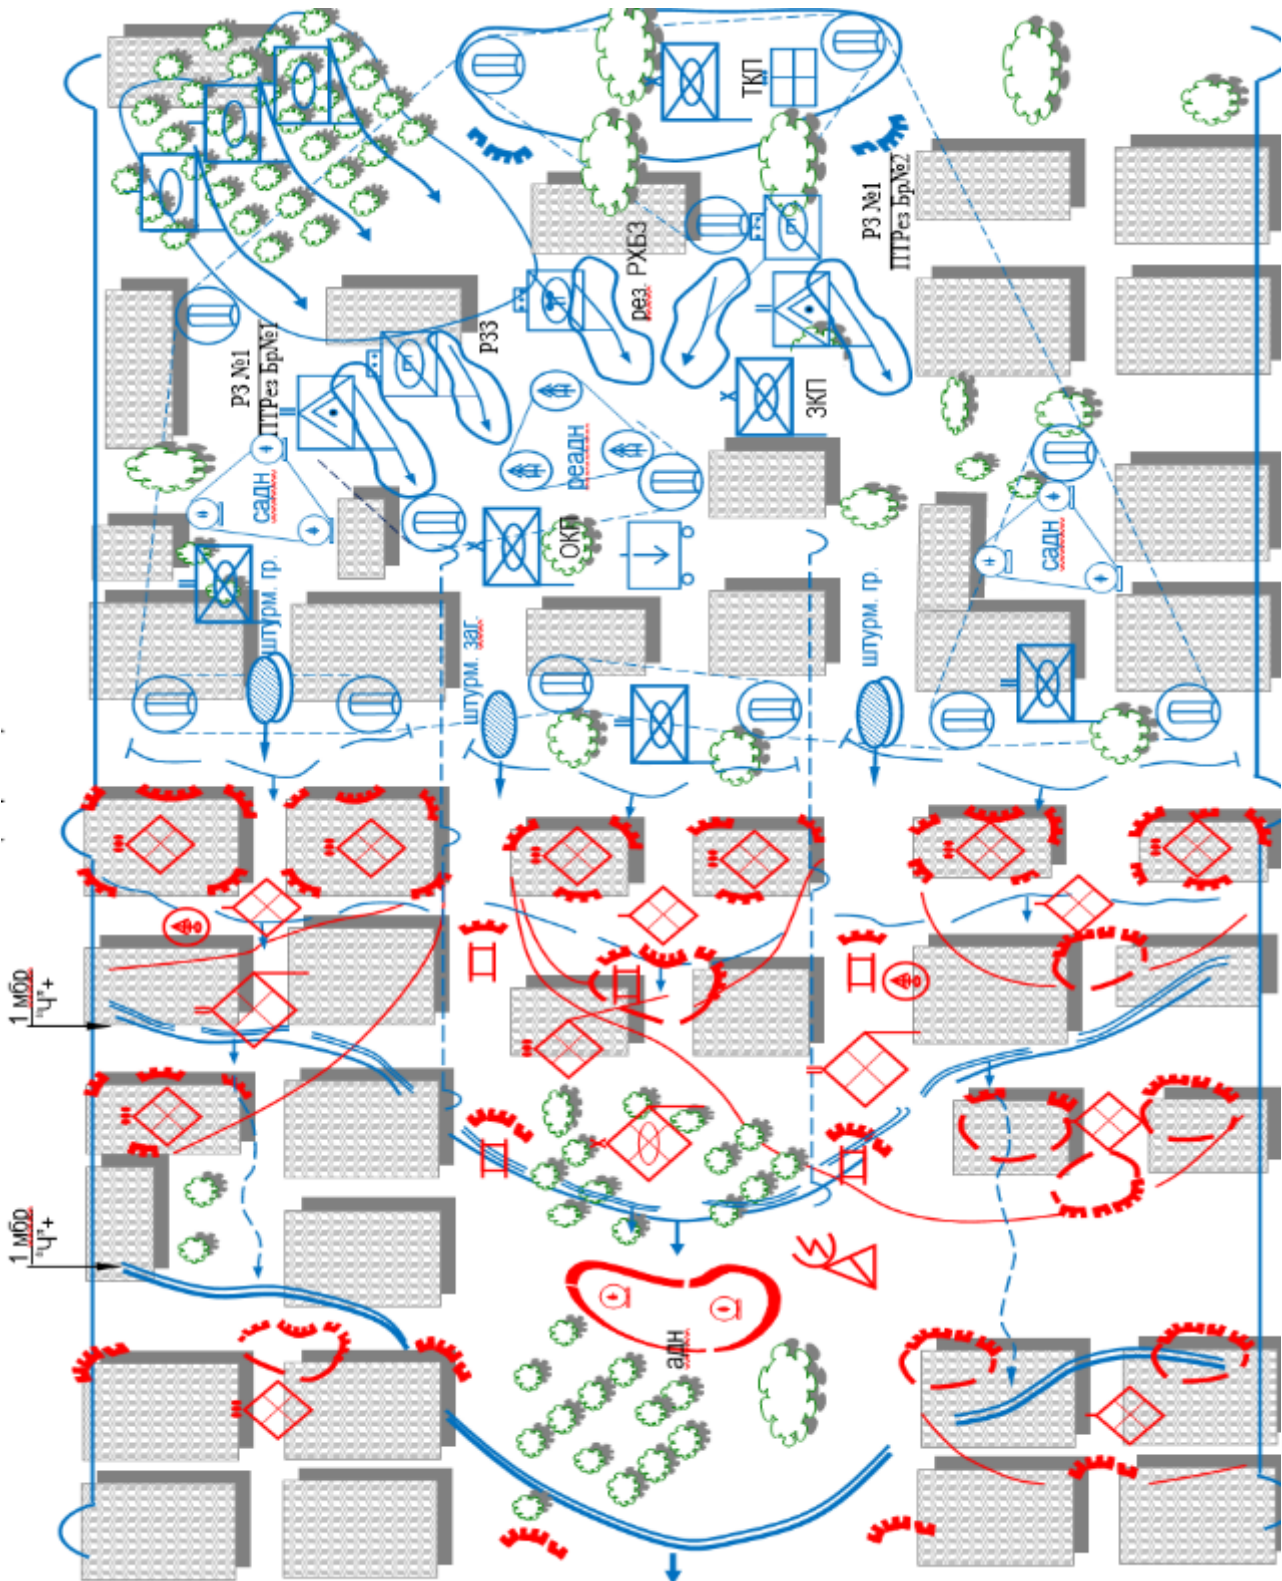 ТКП
РЗ №1
ПТРез Бр№2
рез. РХБЗ
РЗ №1
ПТРез Бр№1
РЗЗ
ЗКП
садн
реадн
ОКП
садн
штурм. гр.
штурм. заг.
штурм. гр.
1 мбр
"Ч"+
1 мбр
"Ч"+
адн